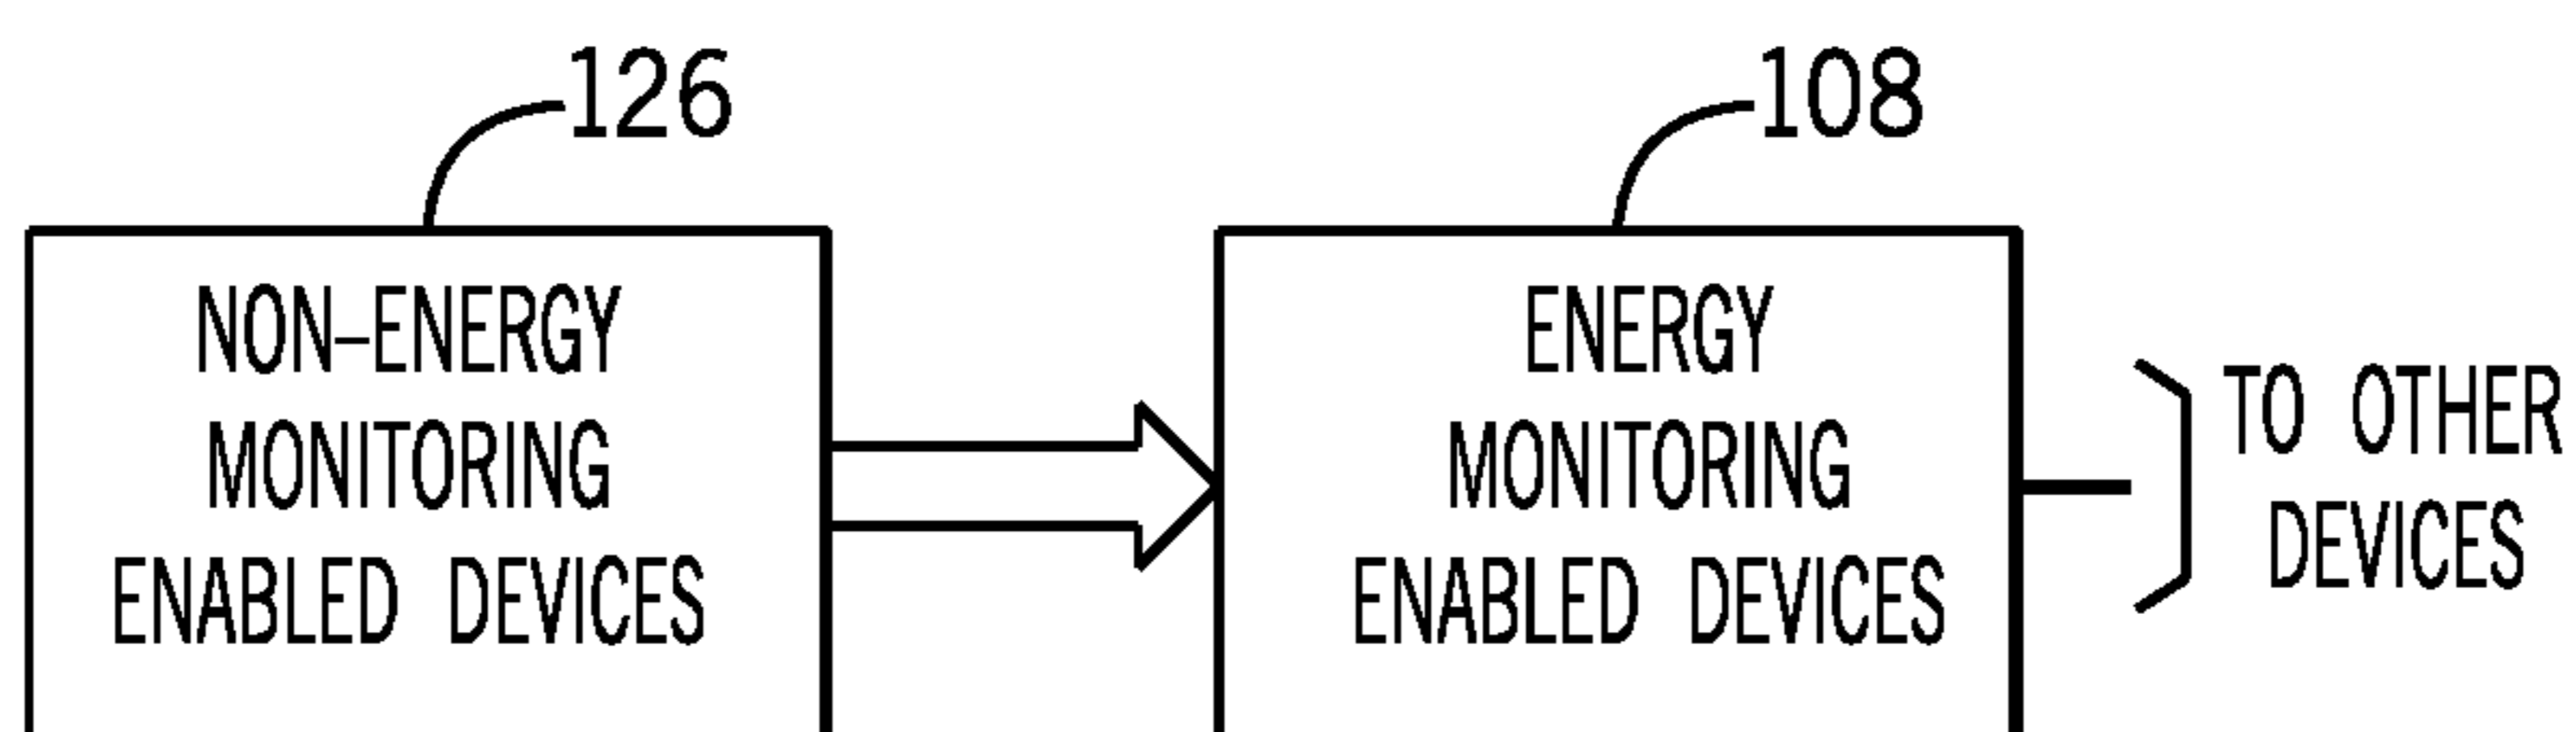 126
108
NON-ENERGY
MONITORING
ENABLED DEVICES
ENERGY
MONITORING
ENABLED DEVICES
TO OTHER
DEVICES